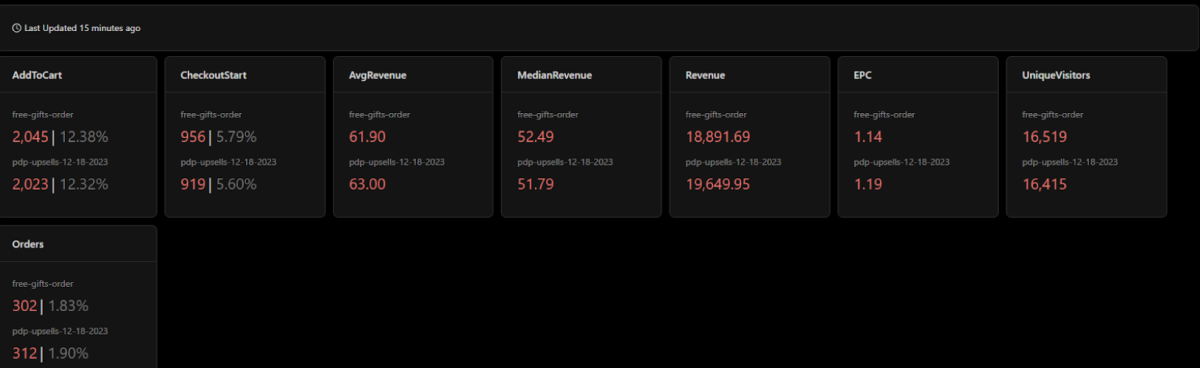 Last Updated 15 minutes ago
AddToCart
free-gifts-order
2,045 | 12.38%
pdp-upsells-12-18-2023
2,023 | 12.32%
CheckoutStart
free-gifts-order
956 | 5.79%
pdp-upsells-12-18-2023
919 | 5.60%
AvgRevenue
free-gifts-order
61.90
pdp-upsells-12-18-2023
63.00
MedianRevenue
free-gifts-order
52.49
pdp-upsells-12-18-2023
51.79
Revenue
free-gifts-order
18,891.69
pdp-upsells-12-18-2023
19,649.95
EPC
free-gifts-order
1.14
pdp-upsells-12-18-2023
1.19
UniqueVisitors
free-gifts-order
16,519
pdp-upsells-12-18-2023
16,415
Orders
free-gifts-order
302 | 1.83%
pdp-upsells-12-18-2023
312 | 1.90%